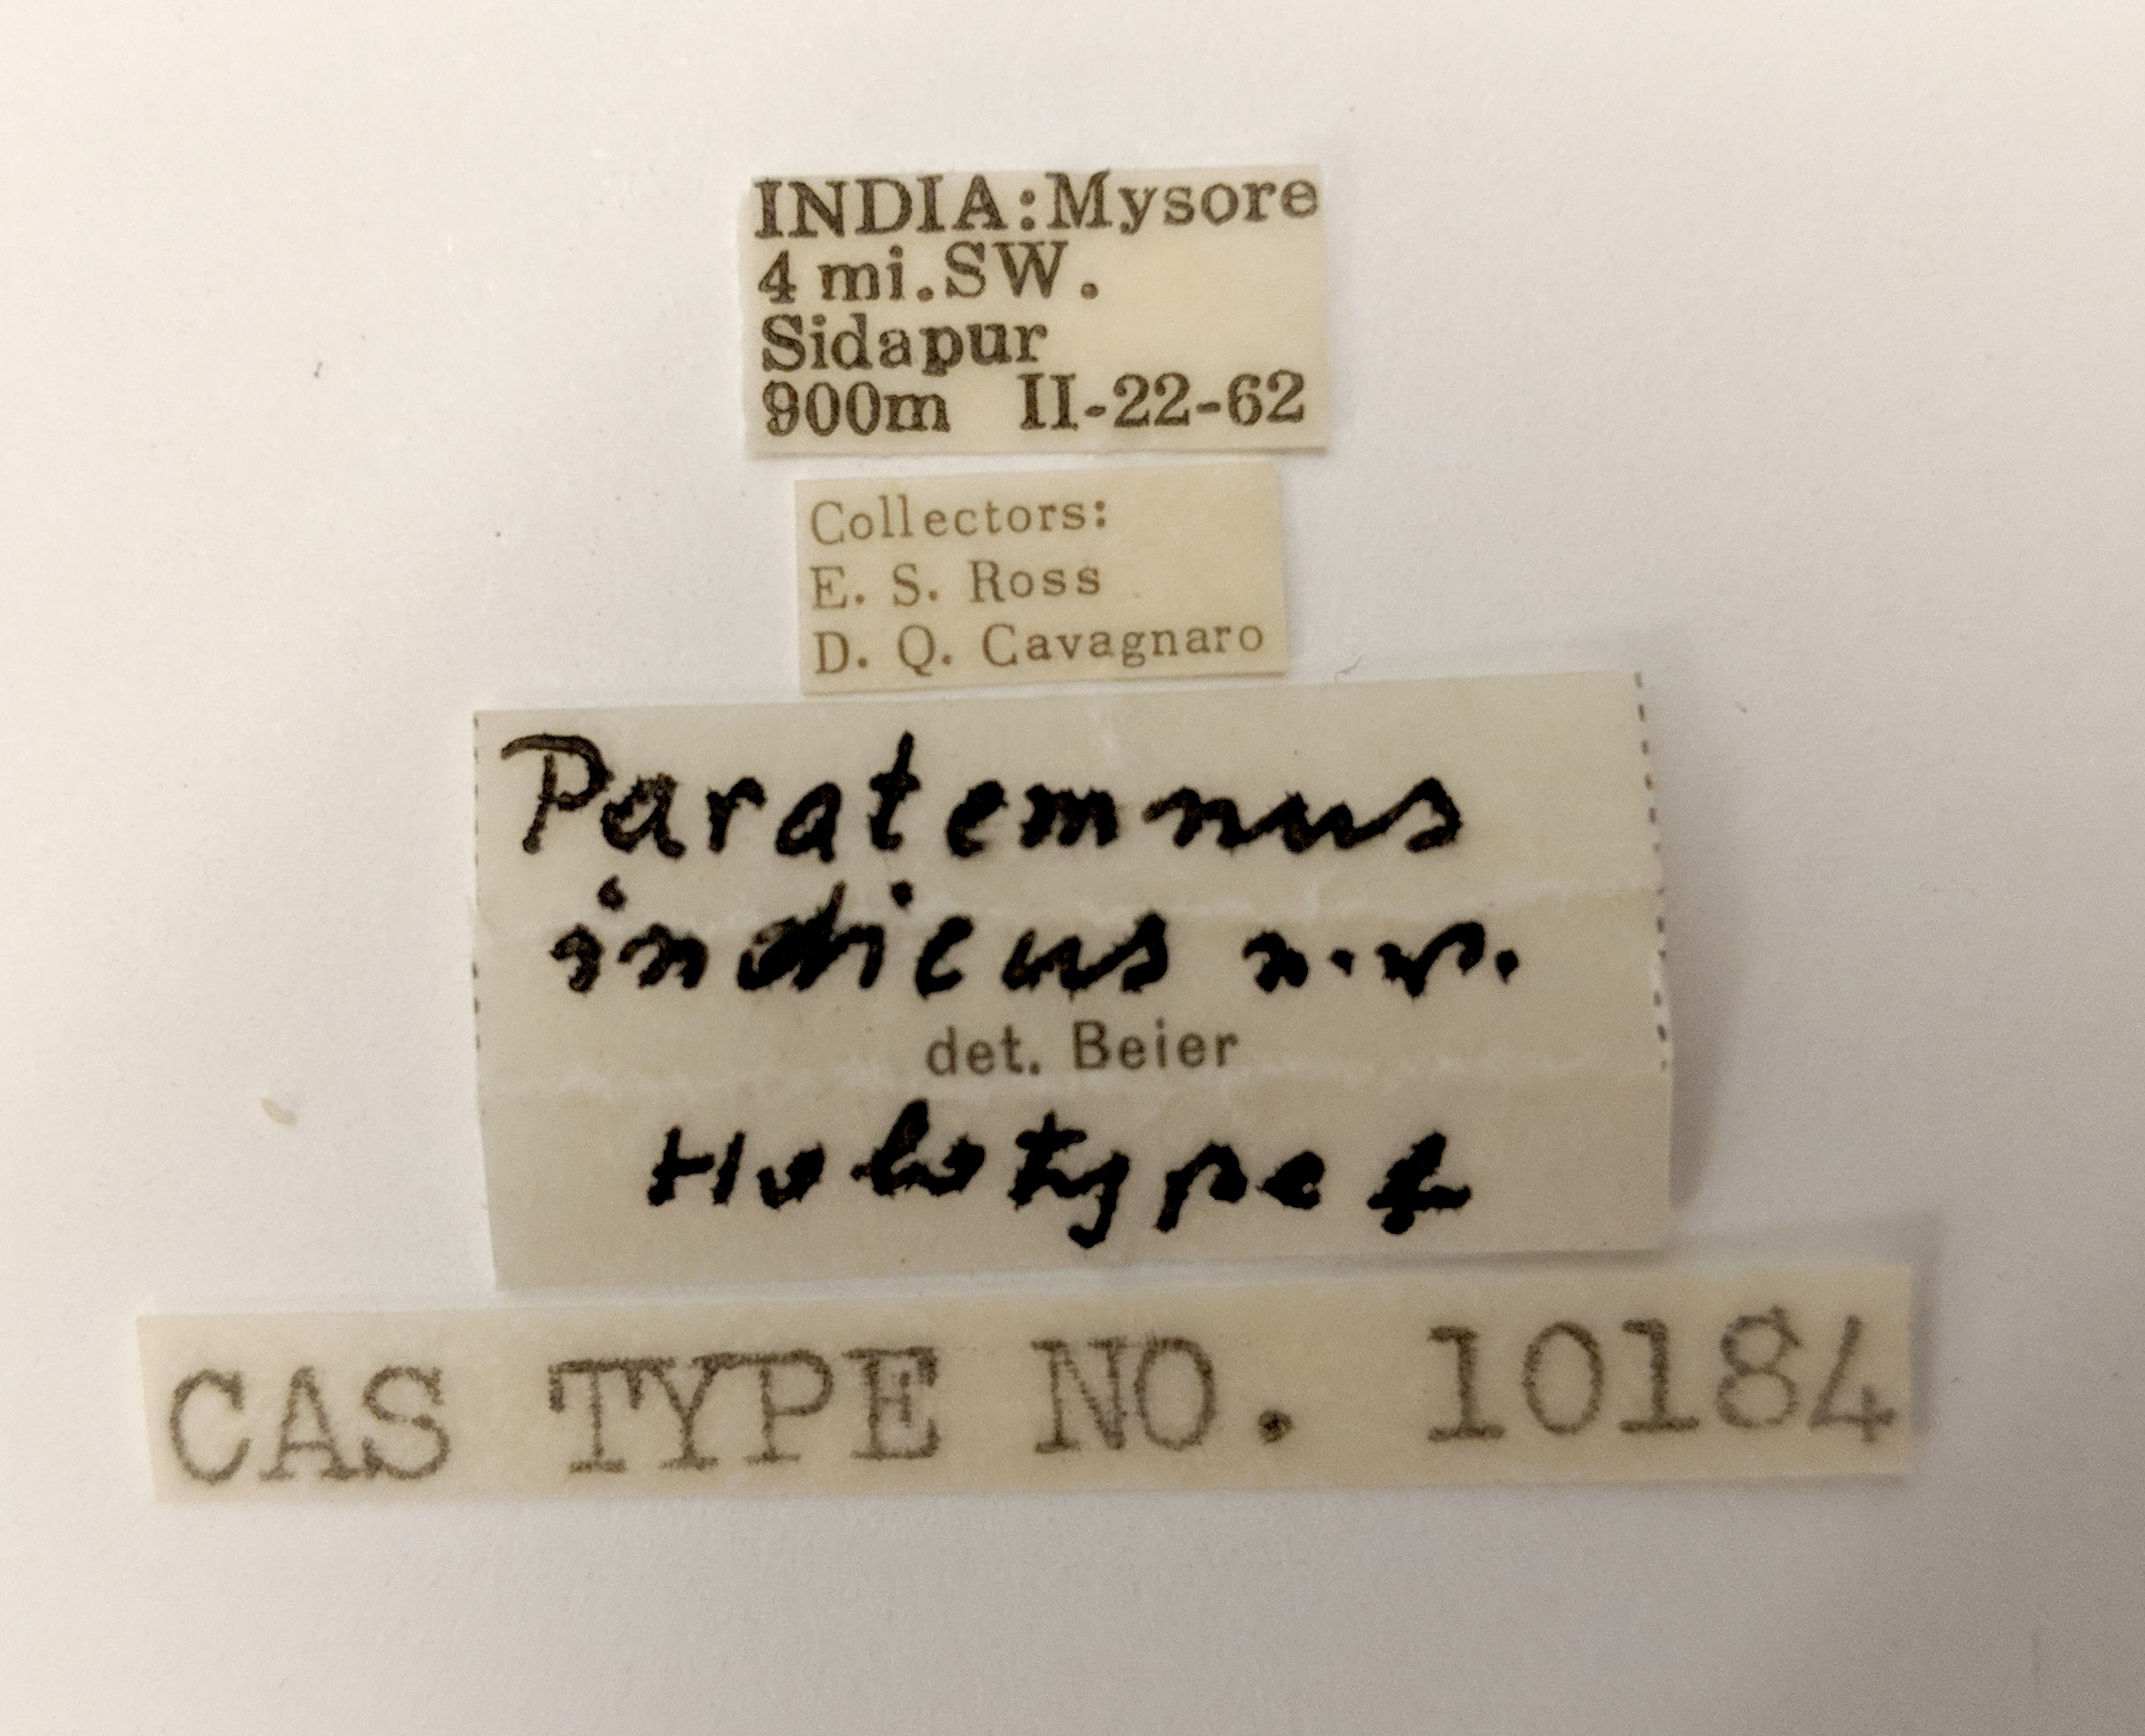 INDIA:Mysore
4 mi.SW.
Sidapur
900m II-22-62
Collectors:
E. S. Ross
D. Q. Cavagnaro
Paratemnus
indicus n.sp.
det. Beier
Holotype
CAS TYPE NO. 10184